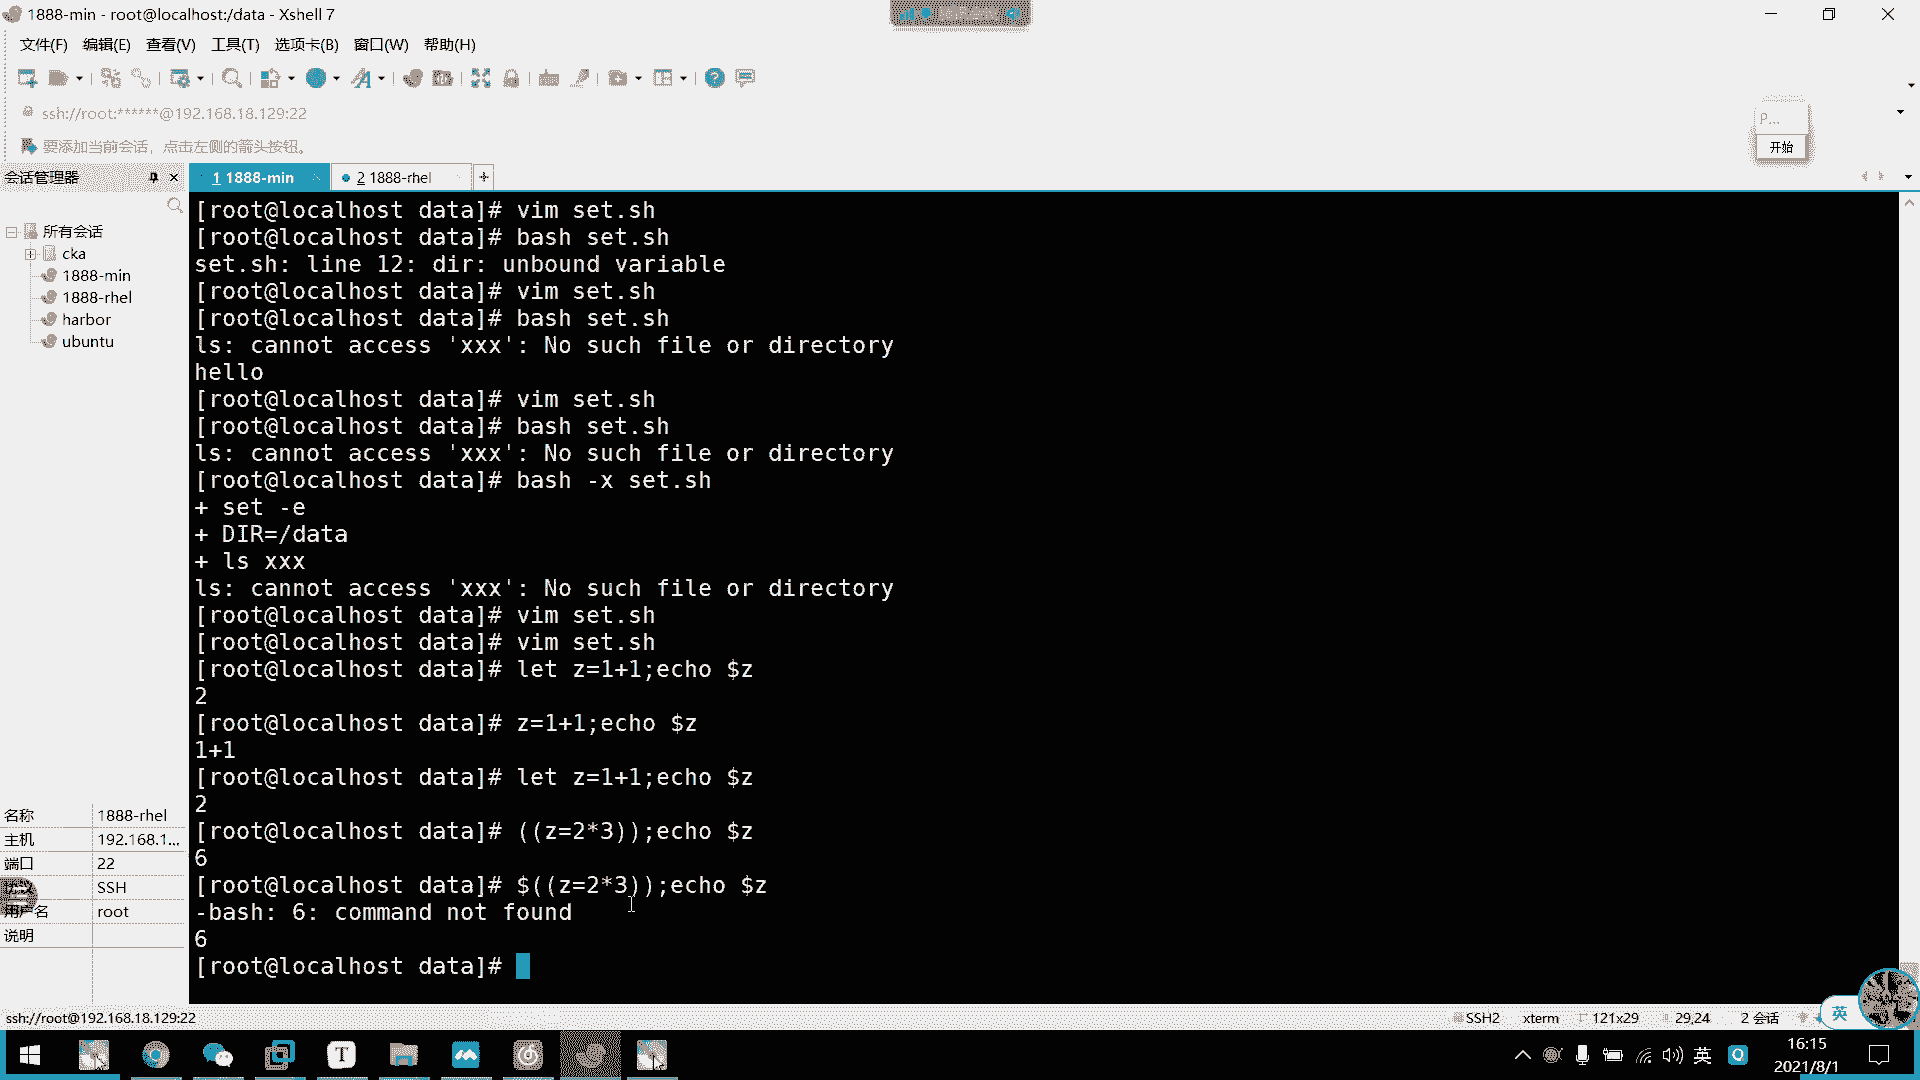 1888-min - root@localhost:/data - Xshell 7
文件(F) 编辑(E) 查看(V) 工具(T) 选项卡(B) 窗口(W) 帮助(H)
ssh://root:******@192.168.18.129:22
P...
要添加当前会话，点击左侧的箭头按钮。
开始
会话管理器
1 1888-min
2 1888-rhel
+
所有会话
cka
1888-min
1888-rhel
harbor
ubuntu
[root@localhost data]# vim set.sh
[root@localhost data]# bash set.sh
set.sh: line 12: dir: unbound variable
[root@localhost data]# vim set.sh
[root@localhost data]# bash set.sh
ls: cannot access 'xxx': No such file or directory
hello
[root@localhost data]# vim set.sh
[root@localhost data]# bash set.sh
ls: cannot access 'xxx': No such file or directory
[root@localhost data]# bash -x set.sh
+ set -e
+ DIR=/data
+ ls xxx
ls: cannot access 'xxx': No such file or directory
[root@localhost data]# vim set.sh
[root@localhost data]# vim set.sh
[root@localhost data]# let z=1+1;echo $z
2
[root@localhost data]# z=1+1;echo $z
1+1
[root@localhost data]# let z=1+1;echo $z
2
[root@localhost data]# ((z=2*3));echo $z
6
[root@localhost data]# $((z=2*3));echo $z
-bash: 6: command not found
6
[root@localhost data]#
名称 1888-rhel
主机 192.168.1...
端口 22
SSH
用户名 root
说明
ssh://root@192.168.18.129:22
SSH2 xterm 121x29 29,24 2 会话
英
T
英
16:15
2021/8/1